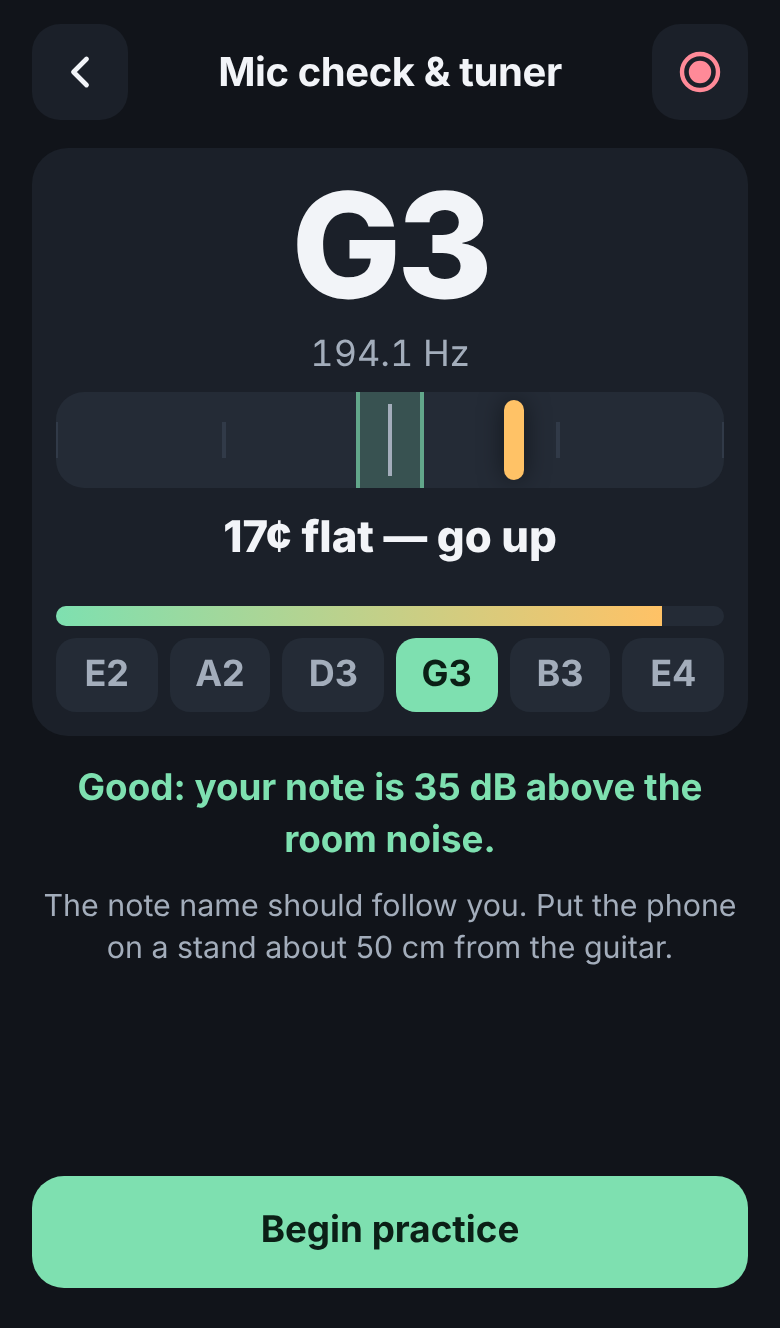 Mic check & tuner
G3
194.1 Hz
17¢ flat — go up
E2 A2 D3 G3 B3 E4
Good: your note is 35 dB above the
room noise.
The note name should follow you. Put the phone
on a stand about 50 cm from the guitar.
Begin practice